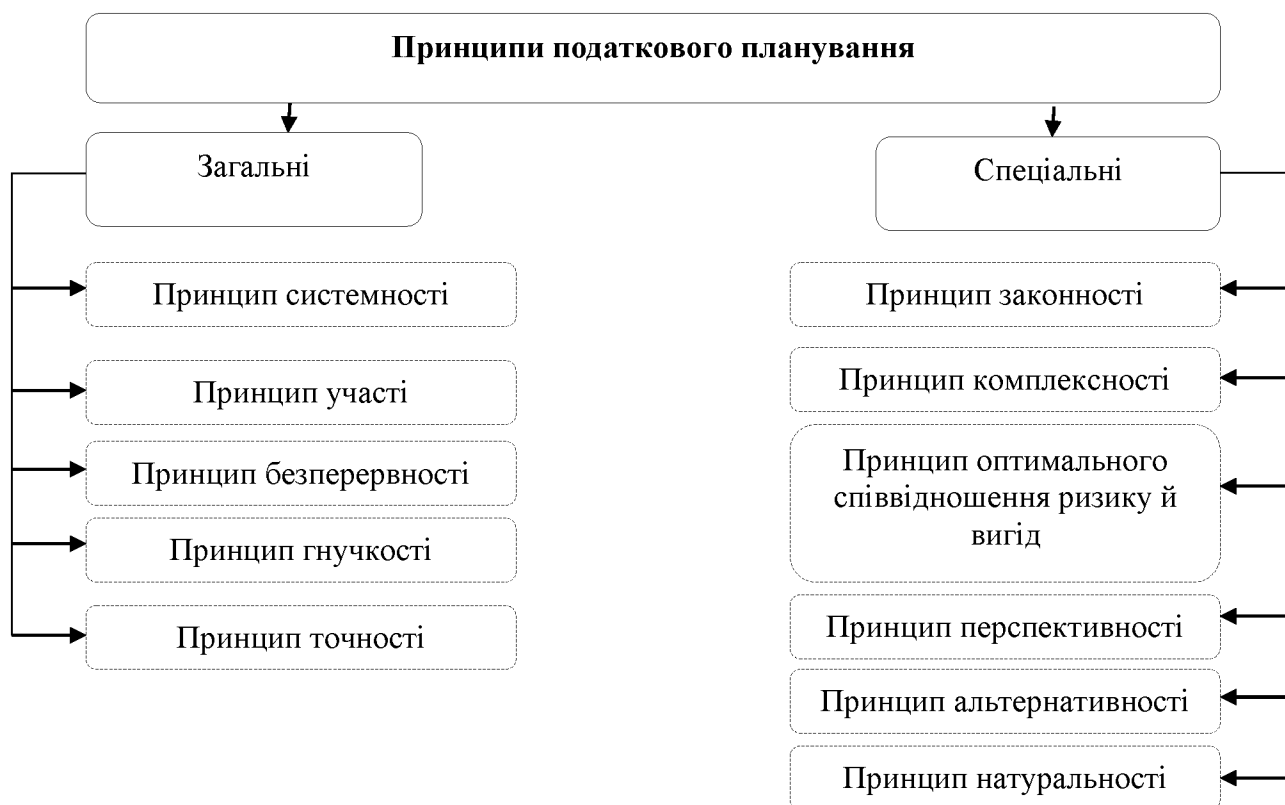 Принципи податкового планування
Загальні
Спеціальні
Принцип системності
Принцип участі
Принцип безперервності
Принцип гнучкості
Принцип точності
Принцип законності
Принцип комплексності
Принцип оптимального
співвідношення ризику й
вигід
Принцип перспективності
Принцип альтернативності
Принцип натуральності